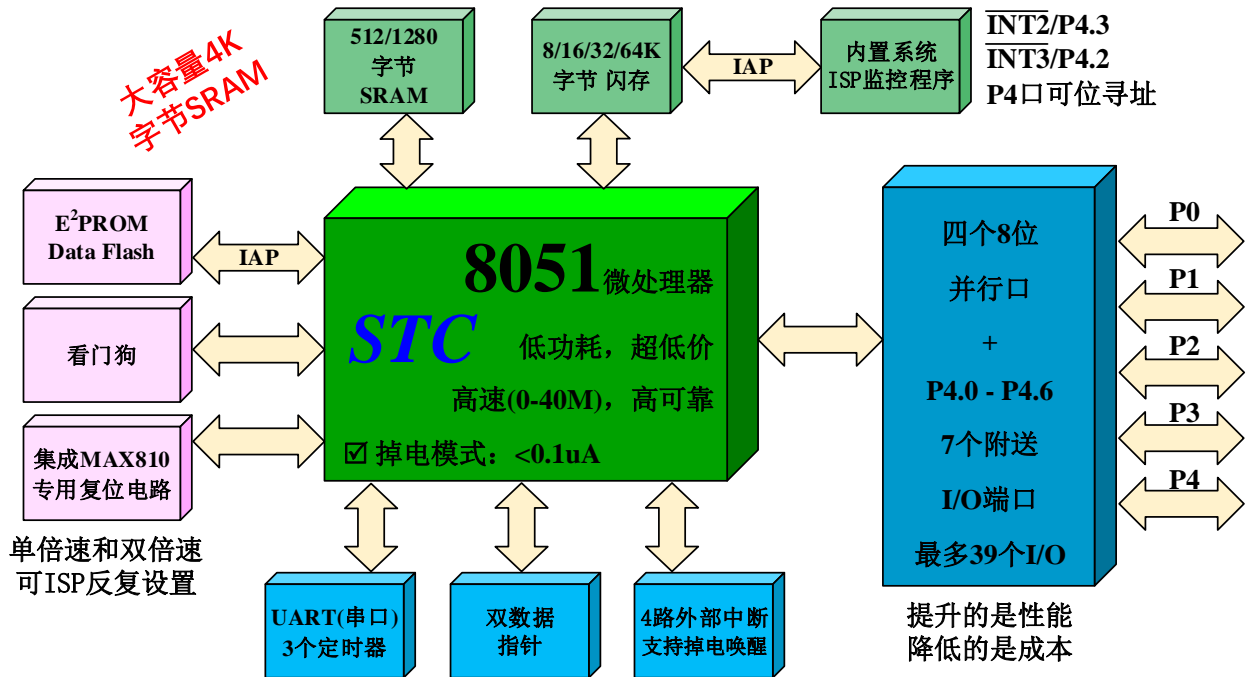 大容量4K
字节SRAM
512/1280
字节
SRAM
8/16/32/64K
字节 闪存
IAP
内置系统
ISP监控程序
INT2/P4.3
INT3/P4.2
P4口可位寻址
E²PROM
Data Flash
IAP
看门狗
集成MAX810
专用复位电路
单倍速和双倍速
可ISP反复设置
8051微处理器
STC
低功耗，超低价
高速(0-40M)，高可靠
☑ 掉电模式：<0.1uA
UART(串口)
3个定时器
双数据
指针
4路外部中断
支持掉电唤醒
四个8位
并行口
+
P4.0 - P4.6
7个附送
I/O端口
最多39个I/O
P0
P1
P2
P3
P4
提升的是性能
降低的是成本